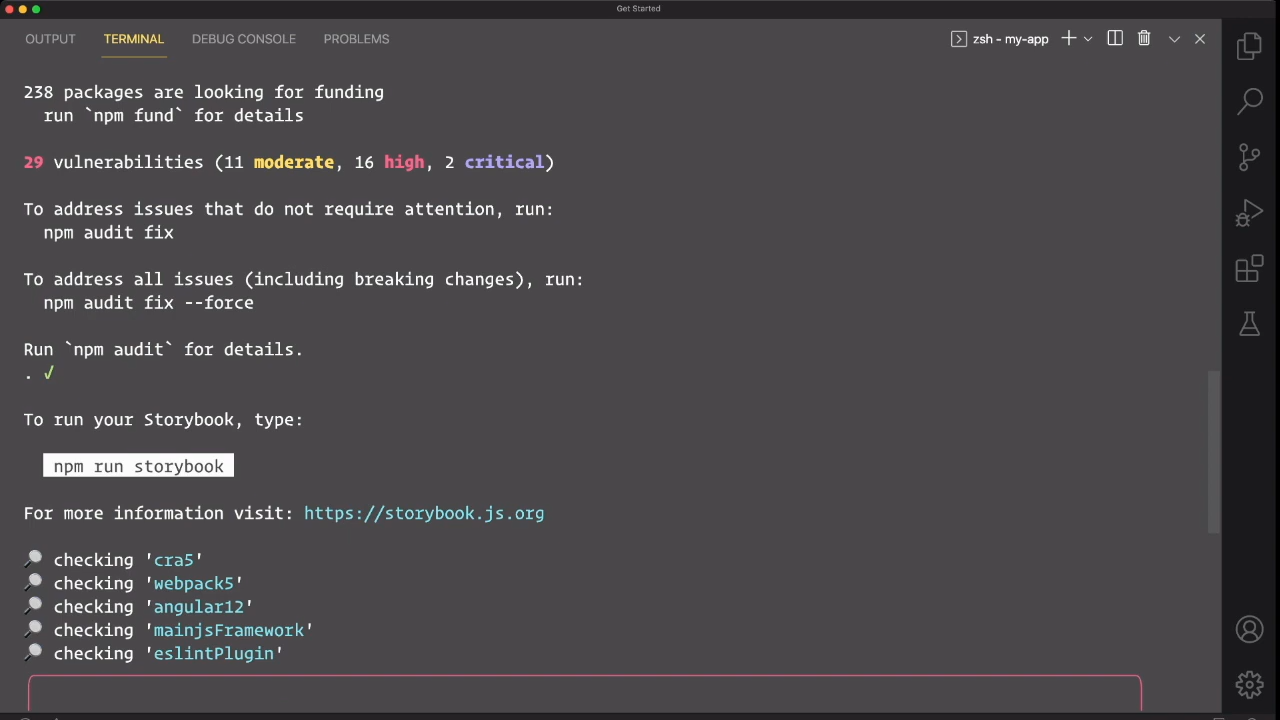 Get Started
OUTPUT TERMINAL DEBUG CONSOLE PROBLEMS zsh - my-app
238 packages are looking for funding
run `npm fund` for details
29 vulnerabilities (11 moderate, 16 high, 2 critical)
To address issues that do not require attention, run:
npm audit fix
To address all issues (including breaking changes), run:
npm audit fix --force
Run `npm audit` for details.
. ✓
To run your Storybook, type:
npm run storybook
For more information visit: https://storybook.js.org
🔎 checking 'cra5'
🔎 checking 'webpack5'
🔎 checking 'angular12'
🔎 checking 'mainjsFramework'
🔎 checking 'eslintPlugin'